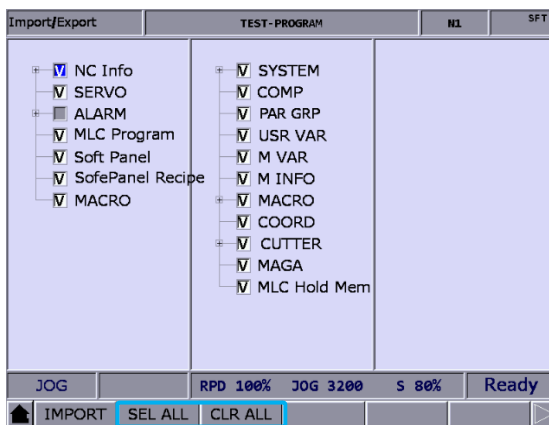 Import/Export TEST-PROGRAM N1 SFT
NC Info
SERVO
ALARM
MLC Program
Soft Panel
SofePanel Recipe
MACRO
SYSTEM
COMP
PAR GRP
USR VAR
M VAR
M INFO
MACRO
COORD
CUTTER
MAGA
MLC Hold Mem
JOG RPD 100% JOG 3200 S 80% Ready
IMPORT SEL ALL CLR ALL